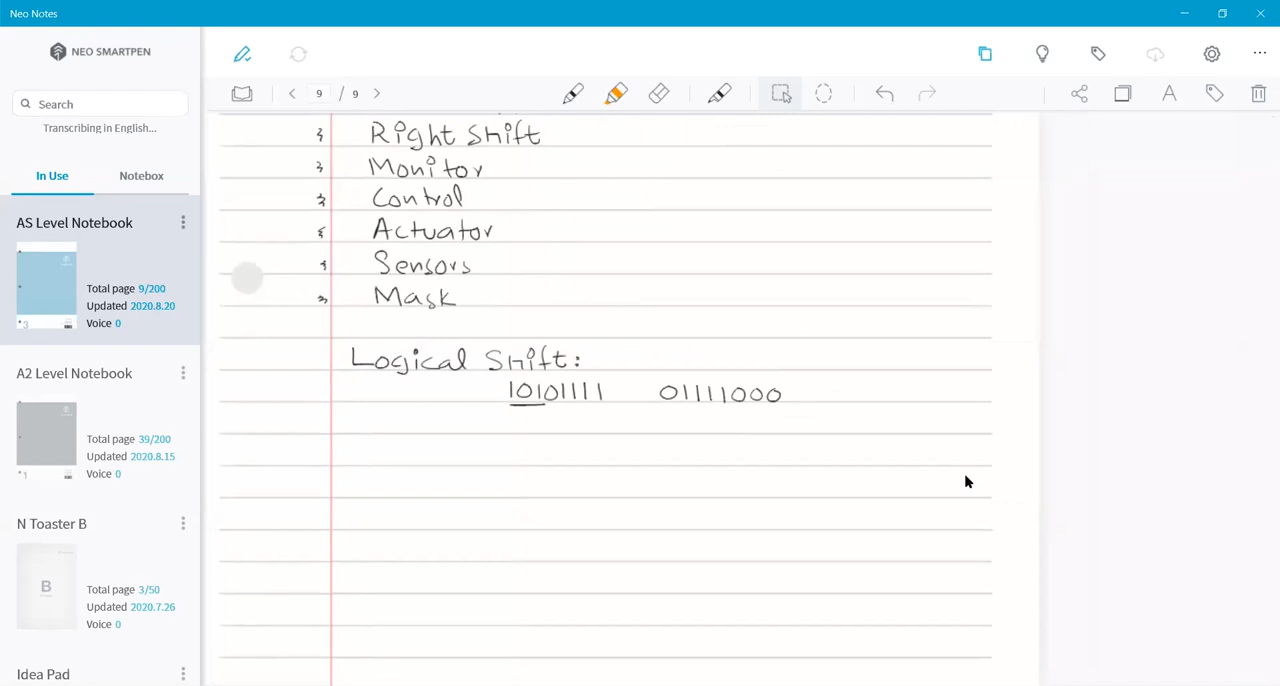 Neo Notes
NEO SMARTPEN
Search
Transcribing in English...
9 / 9
In Use Notebox
AS Level Notebook
Total page 9/200
Updated 2020.8.20
Voice 0
A2 Level Notebook
Total page 39/200
Updated 2020.8.15
Voice 0
N Toaster B
B
Total page 3/50
Updated 2020.7.26
Voice 0
Idea Pad
Right Shift
Monitor
Control
Actuator
Sensors
Mask
Logical Shift:
10101111 01111000